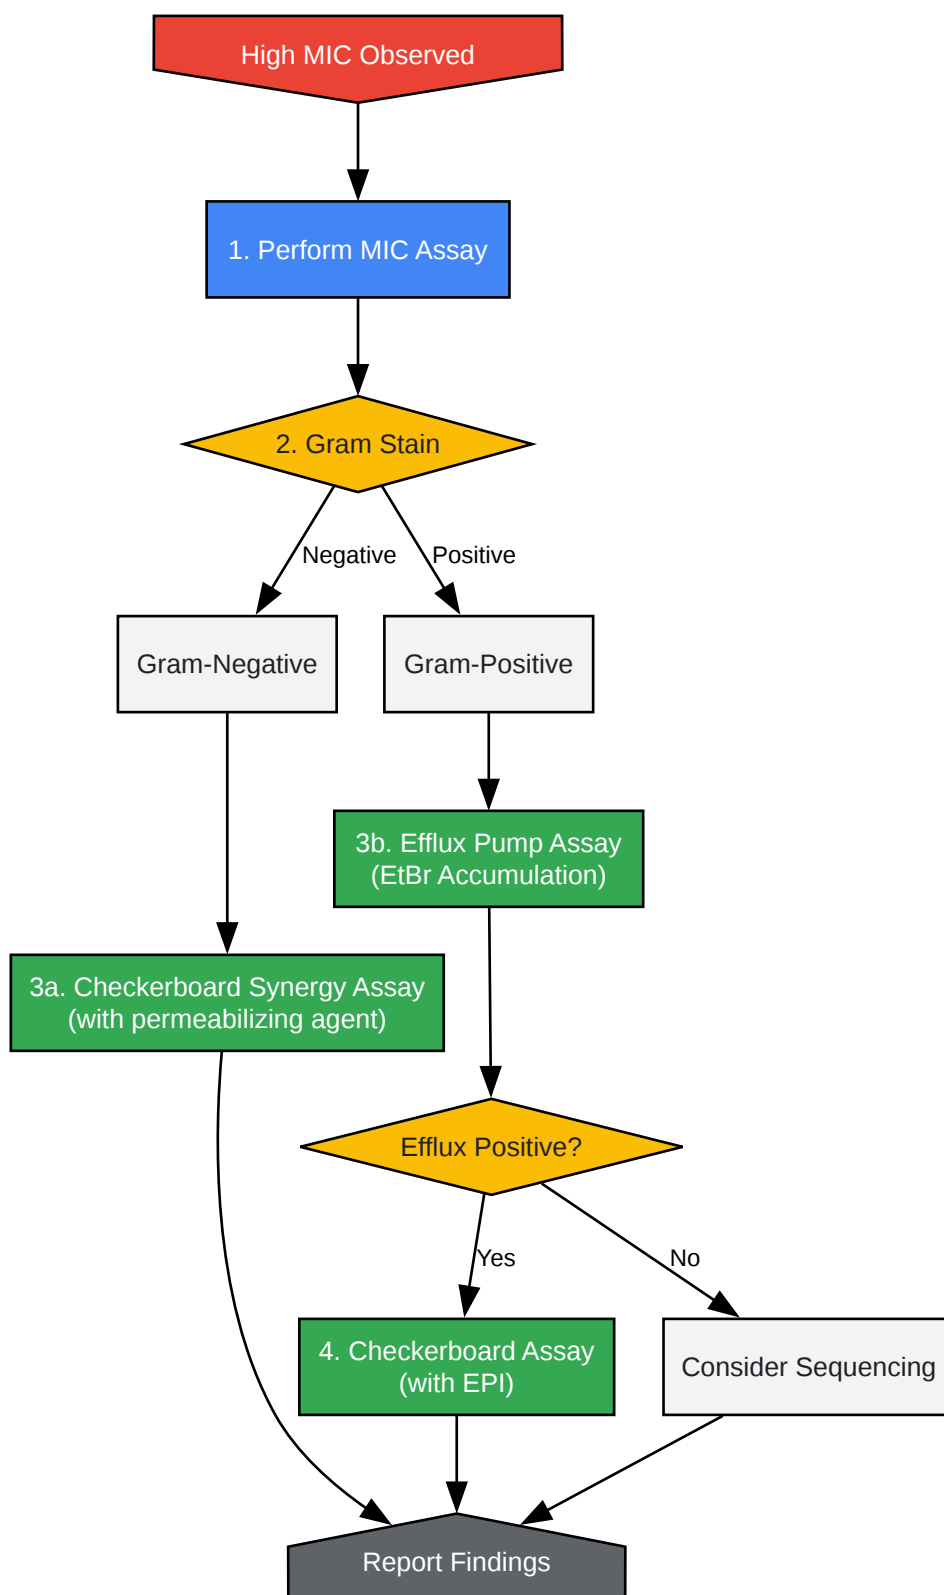 High MIC Observed
1. Perform MIC Assay
2. Gram Stain
Negative
Positive
Gram-Negative
Gram-Positive
3b. Efflux Pump Assay
(EtBr Accumulation)
3a. Checkerboard Synergy Assay
(with permeabilizing agent)
Efflux Positive?
Yes
No
4. Checkerboard Assay
(with EPI)
Consider Sequencing
Report Findings